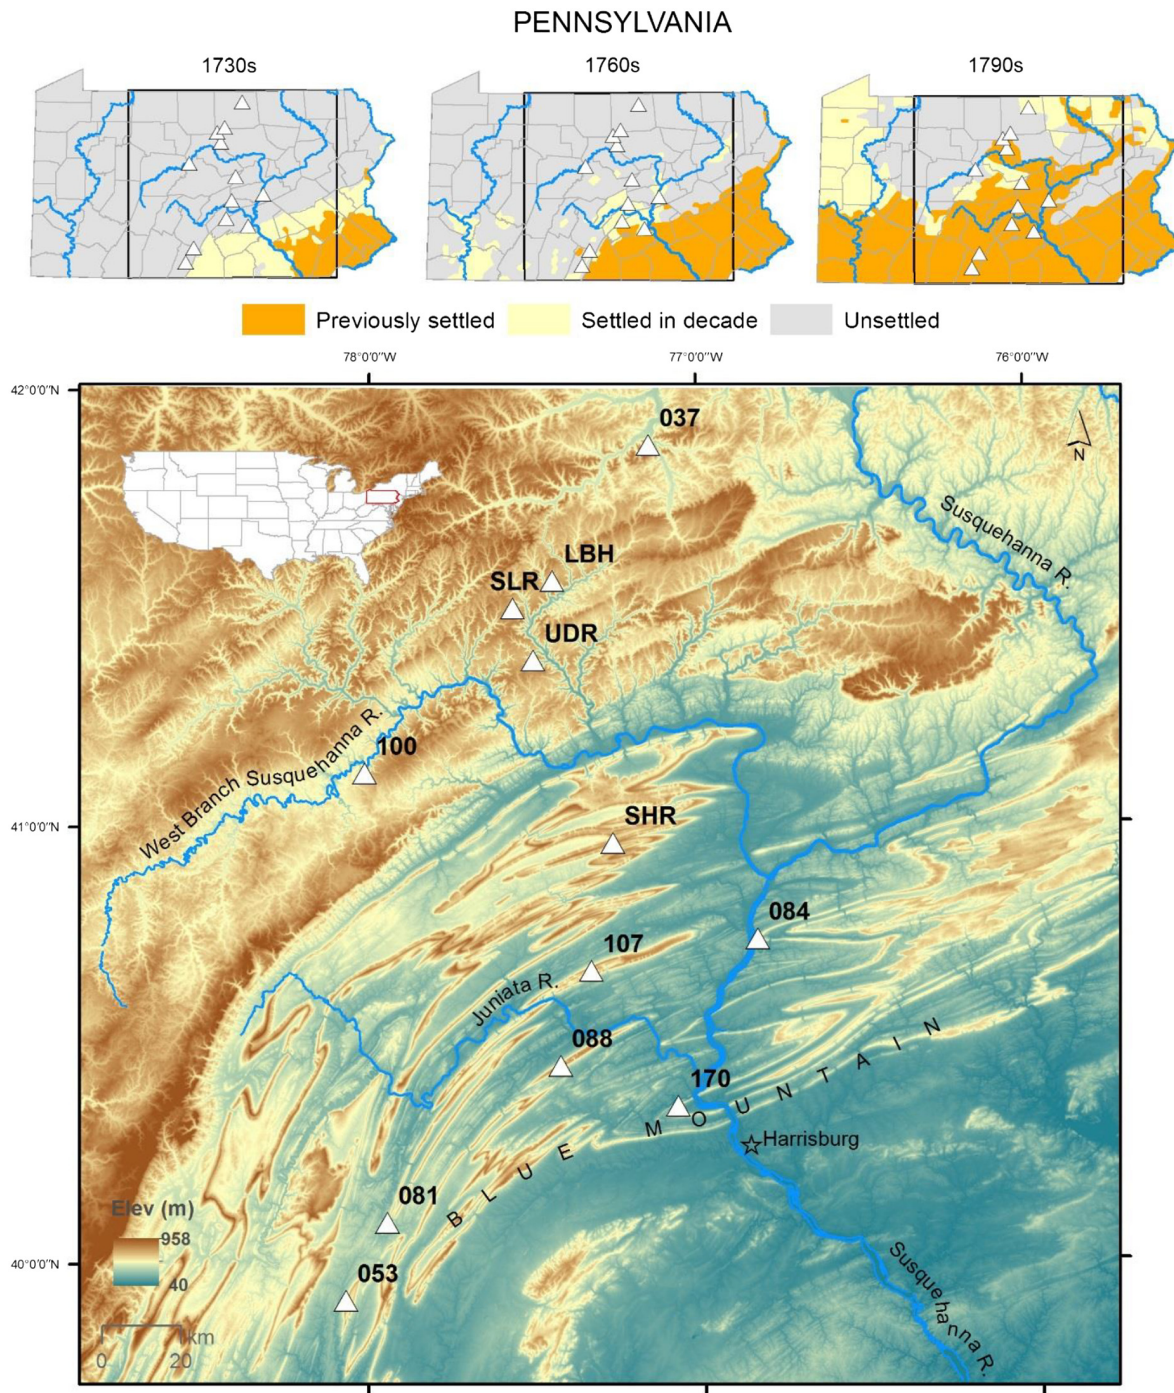 PENNSYLVANIA
1730s
1760s
1790s
Previously settled
Settled in decade
Unsettled
78°0'0"W
77°0'0"W
76°0'0"W
42°0'0"N
037
N
Susquehanna R.
LBH
SLR
UDR
100
West Branch Susquehanna R.
41°0'0"N
SHR
084
107
Juniata R.
088
170
BLUE MOUNTAIN
Harrisburg
081
Elev (m)
958
40
40°0'0"N
053
km
0
20
Susquehanna R.